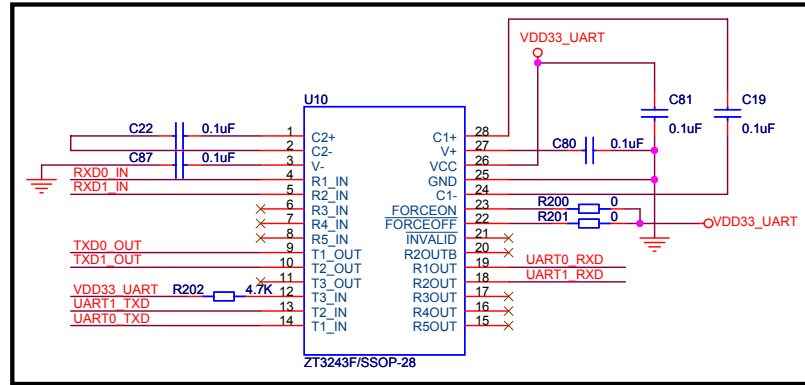 VDD33_UART
U10
C22 0.1uF
C81
C19
0.1uF
0.1uF
C80 0.1uF
C87 0.1uF
1 C2+ C1+ 28
2 C2- V+ 27
3 V- VCC 26
RXD0_IN 4 R1_IN GND 25
RXD1_IN 5 R2_IN C1- 24
6 R3_IN FORCEON 23 R200 0
7 R4_IN FORCEOFF 22 R201 0 VDD33_UART
8 R5_IN INVALID 21
TXD0_OUT 9 T1_OUT R2OUTB 20
TXD1_OUT 10 T2_OUT R1OUT 19 UART0_RXD
11 T3_OUT R2OUT 18 UART1_RXD
VDD33_UART R202 4.7K 12 T3_IN R3OUT 17
UART1_TXD 13 T2_IN R4OUT 16
UART0_TXD 14 T1_IN R5OUT 15
ZT3243F/SSOP-28